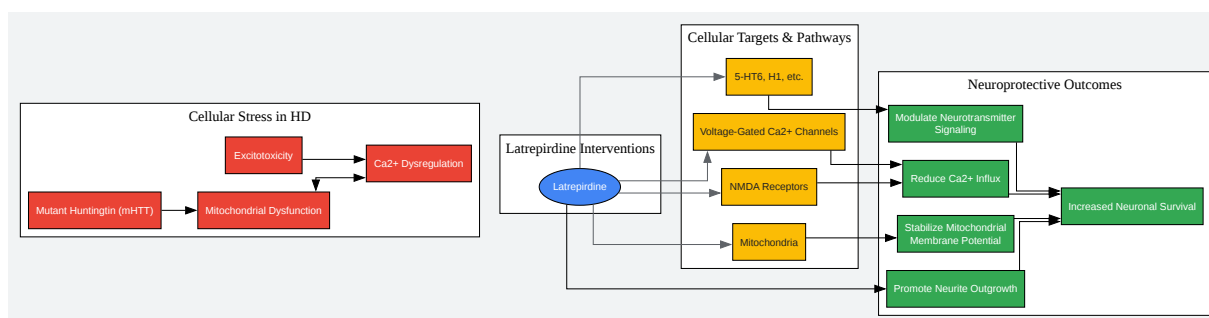 Cellular Stress in HD
Excitotoxicity
Ca2+ Dysregulation
Mutant Huntingtin (mHTT)
Mitochondrial Dysfunction
Latrepirdine Interventions
Latrepirdine
Cellular Targets & Pathways
5-HT6, H1, etc.
Voltage-Gated Ca2+ Channels
NMDA Receptors
Mitochondria
Neuroprotective Outcomes
Modulate Neurotransmitter
Signaling
Reduce Ca2+ Influx
Increased Neuronal Survival
Stabilize Mitochondrial
Membrane Potential
Promote Neurite Outgrowth